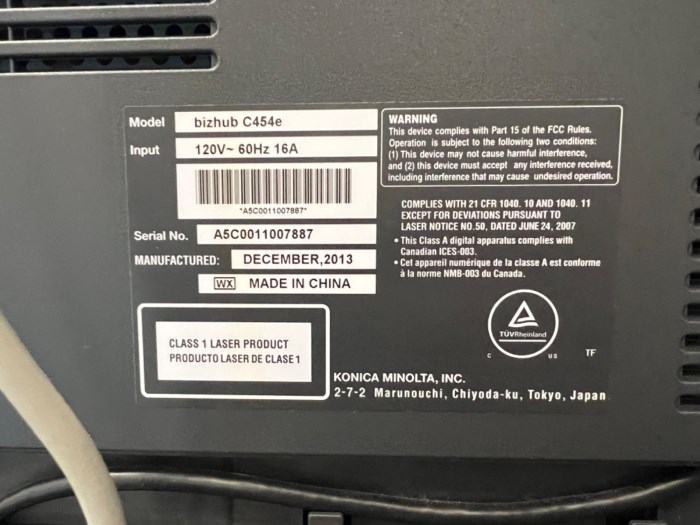 Model bizhub C454e
Input 120V~ 60Hz 16A
*A5C0011007887*
Serial No. A5C0011007887
MANUFACTURED: DECEMBER,2013
WX MADE IN CHINA
CLASS 1 LASER PRODUCT
PRODUCTO LASER DE CLASE 1
WARNING
This device complies with Part 15 of the FCC Rules.
Operation is subject to the following two conditions:
(1) This device may not cause harmful interference,
and (2) this device must accept any interference received,
including interference that may cause undesired operation.
COMPLIES WITH 21 CFR 1040. 10 AND 1040. 11
EXCEPT FOR DEVIATIONS PURSUANT TO
LASER NOTICE NO.50, DATED JUNE 24, 2007
• This Class A digital apparatus complies with
Canadian ICES-003.
• Cet appareil numérique de la classe A est conforme
à la norme NMB-003 du Canada.
TÜVRheinland
C US TF
KONICA MINOLTA, INC.
2-7-2 Marunouchi, Chiyoda-ku, Tokyo, Japan